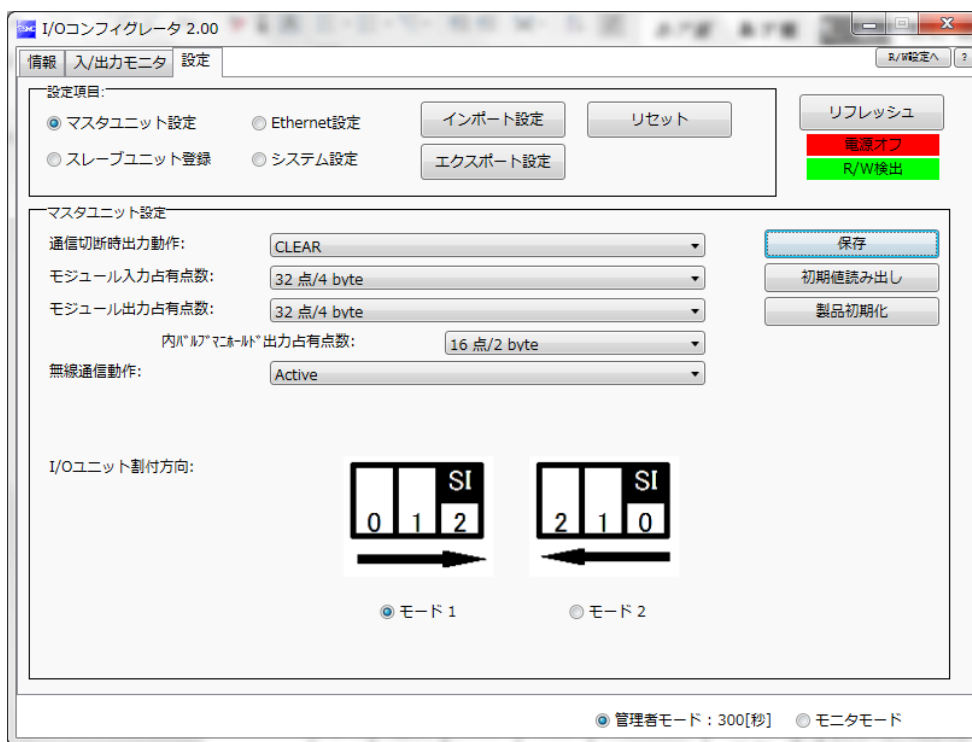 I/Oコンフィグレータ 2.00
情報 入/出力モニタ 設定 R/W設定へ ?
設定項目:
マスタユニット設定 Ethernet設定 インポート設定 リセット リフレッシュ
電源オフ
スレーブユニット登録 システム設定 エクスポート設定 R/W検出
マスタユニット設定
通信切断時出力動作: CLEAR 保存
モジュール入力占有点数: 32 点/4 byte 初期値読み出し
モジュール出力占有点数: 32 点/4 byte 製品初期化
内ﾊﾞﾙﾌﾞﾏﾆﾎｰﾙﾄﾞ出力占有点数: 16 点/2 byte
無線通信動作: Active
I/Oユニット割付方向:
SI SI
0 1 2 2 1 0
モード 1 モード 2
管理者モード : 300[秒] モニタモード